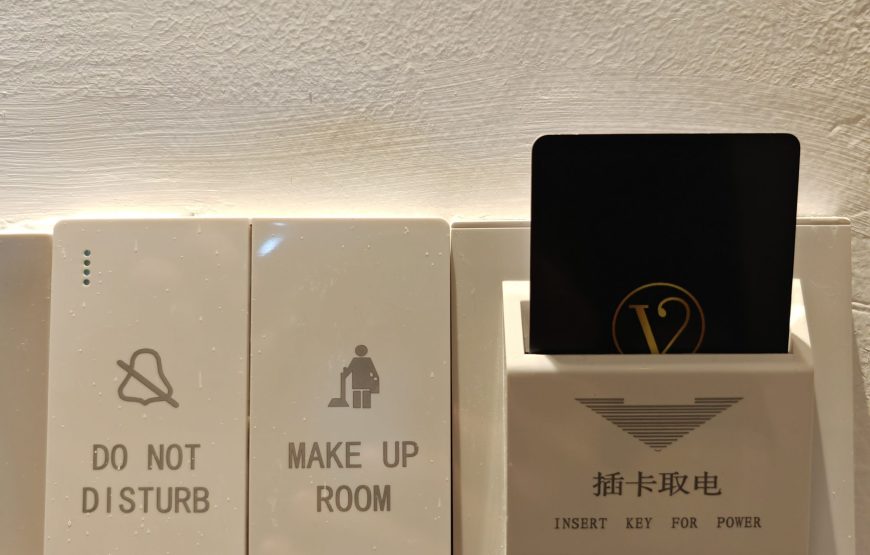 DO NOT
DISTURB
MAKE UP
ROOM
插卡取电
INSERT KEY FOR POWER